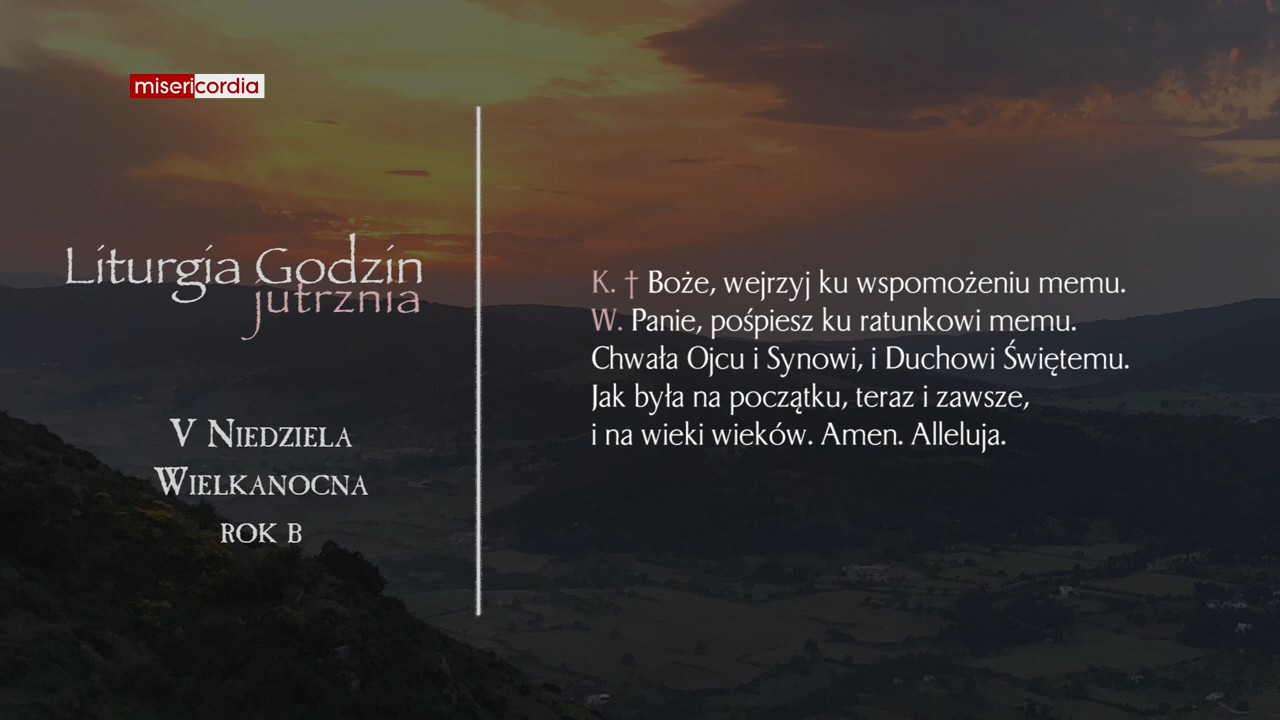 misericordia
Liturgia Godzin
jutrznia
V Niedziela
Wielkanocna
rok B
K. † Boże, wejrzyj ku wspomożeniu memu.
W. Panie, pośpiesz ku ratunkowi memu.
Chwała Ojcu i Synowi, i Duchowi Świętemu.
Jak była na początku, teraz i zawsze,
i na wieki wieków. Amen. Alleluja.